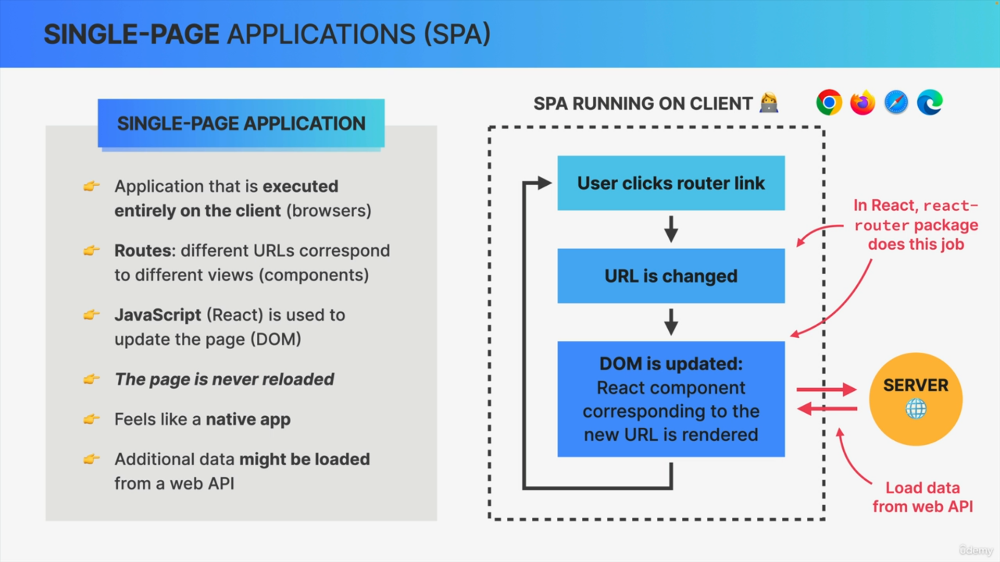 SINGLE-PAGE APPLICATIONS (SPA)
SINGLE-PAGE APPLICATION
Application that is executed
entirely on the client (browsers)
Routes: different URLs correspond
to different views (components)
JavaScript (React) is used to
update the page (DOM)
The page is never reloaded
Feels like a native app
Additional data might be loaded
from a web API
SPA RUNNING ON CLIENT
User clicks router link
URL is changed
DOM is updated:
React component
corresponding to the
new URL is rendered
In React, react-
router package
does this job
SERVER
Load data
from web API
ûdemy